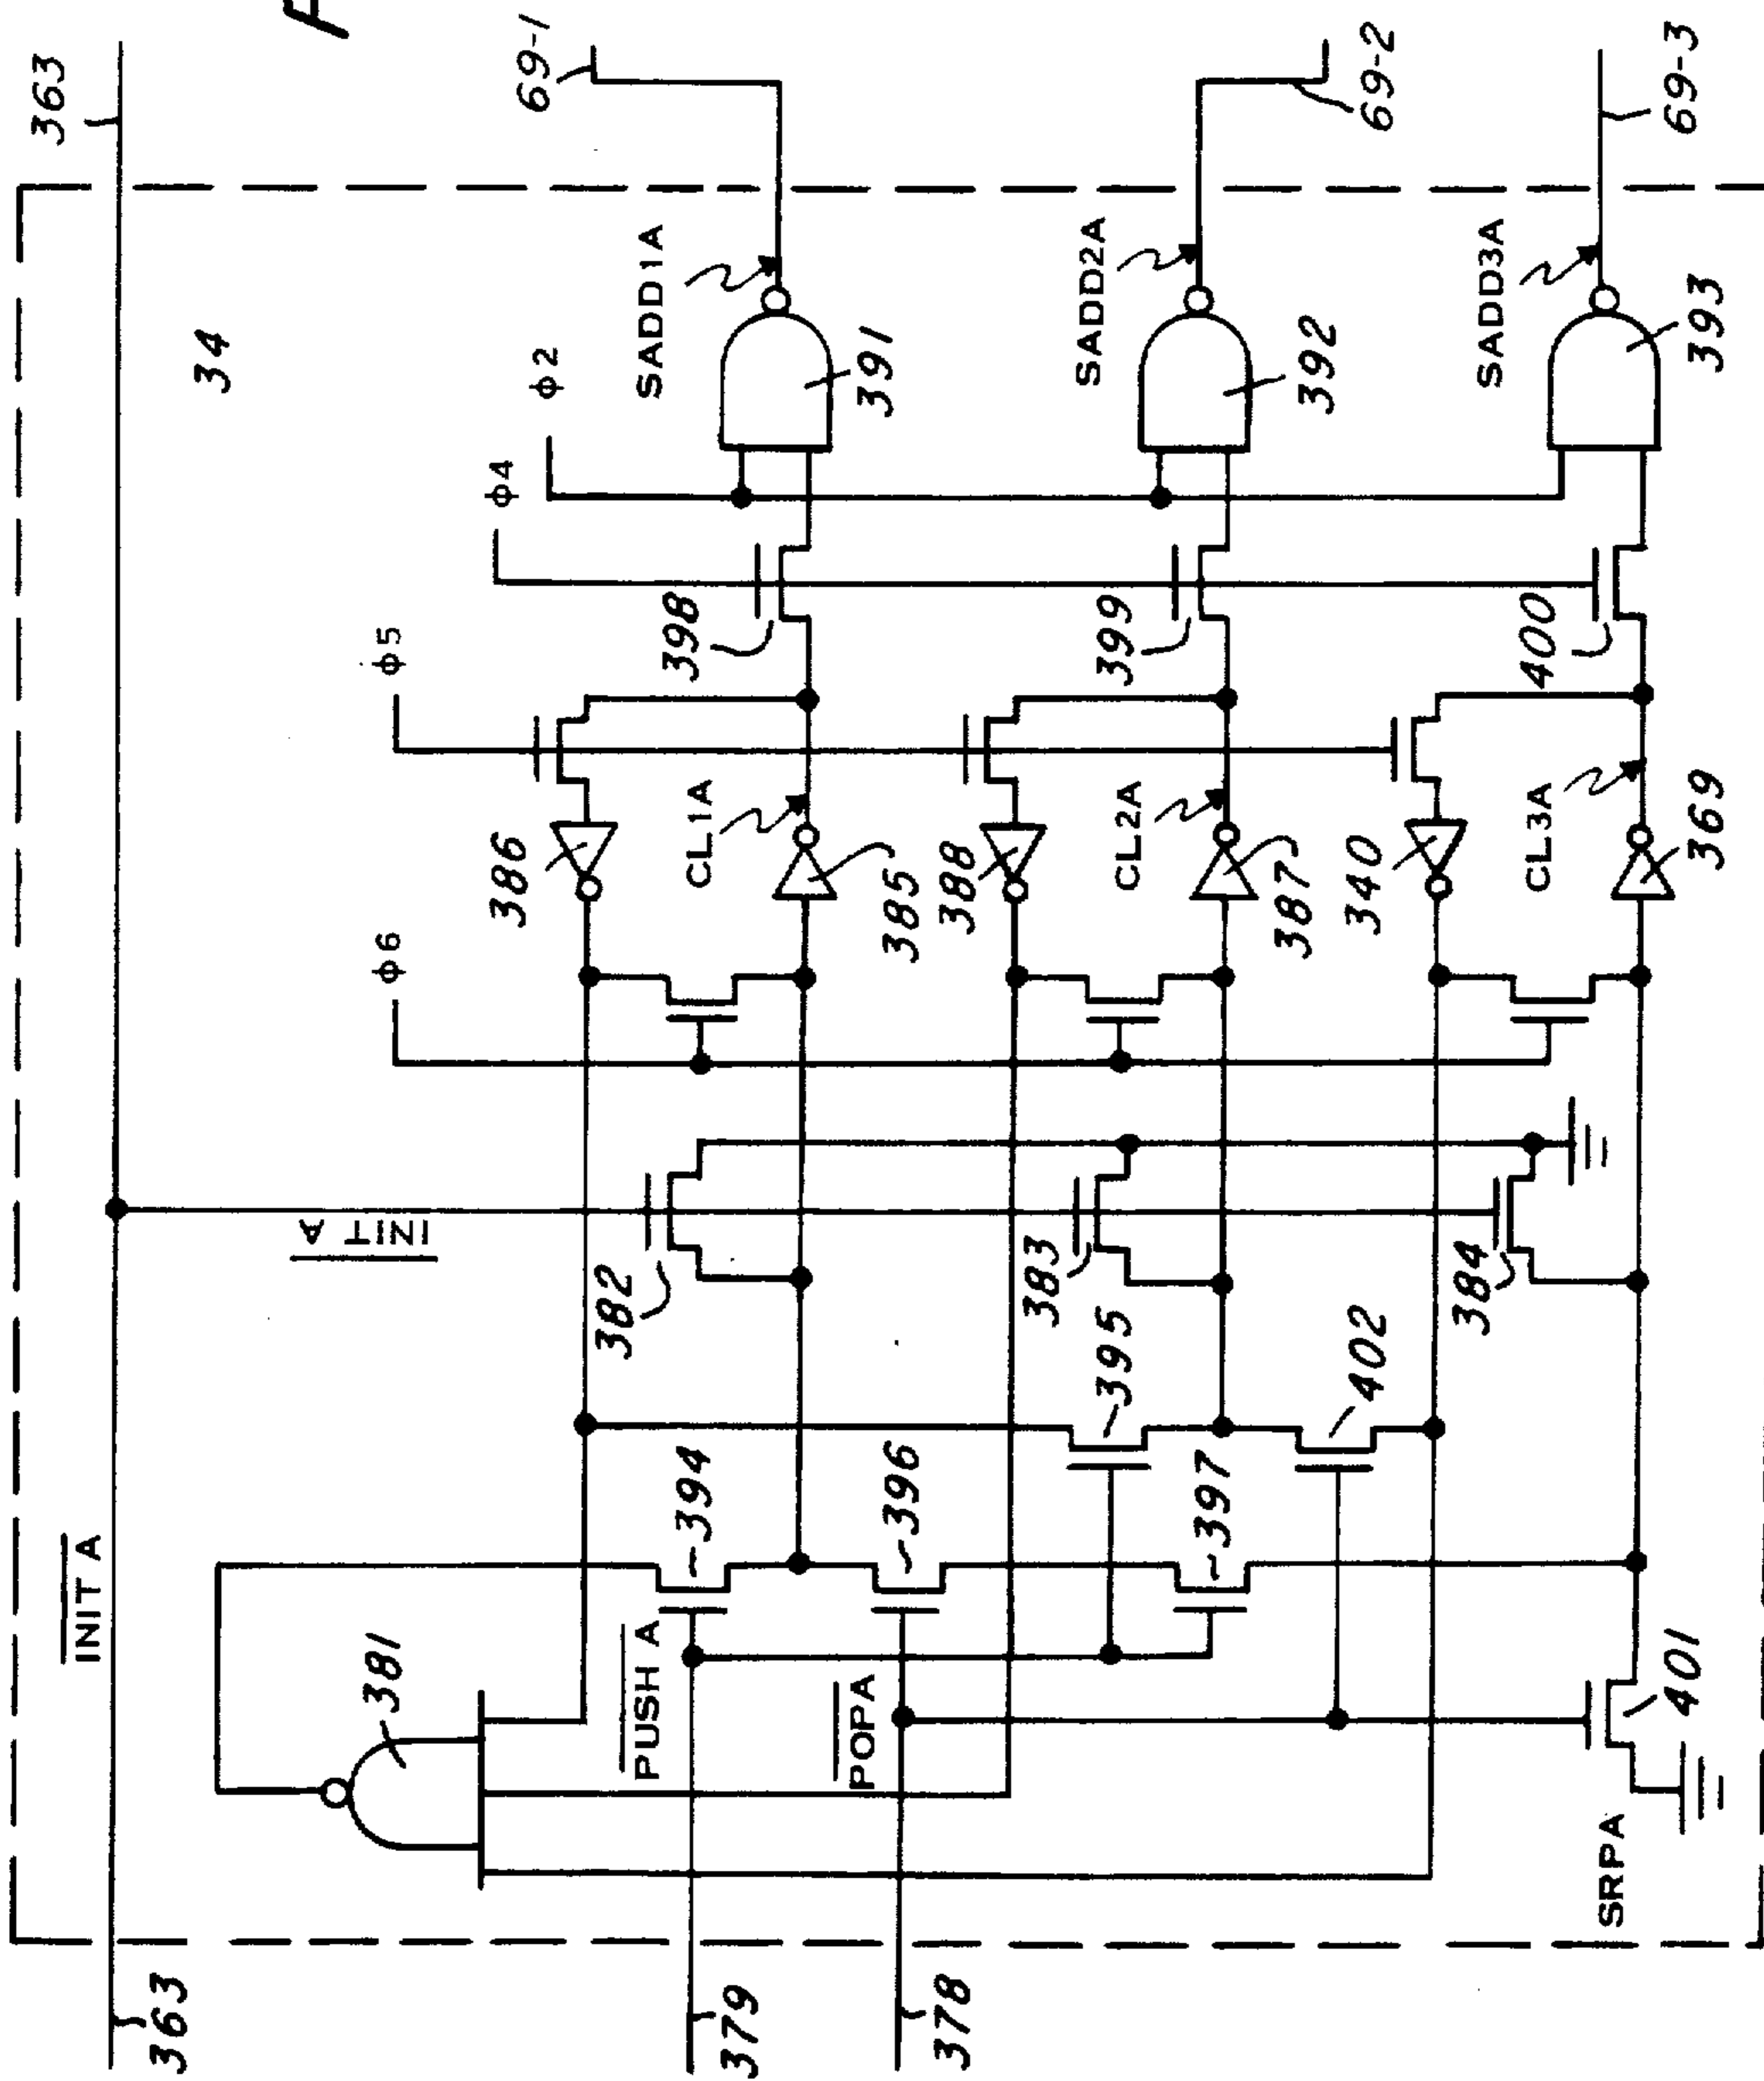 F
363
363
INIT A
INIT A
34
69-1
381
φ6
φ5
φ4
φ2
382
386
398
SADD1A
379
PUSH A
394
CL1A
385
391
378
POPA
396
383
388
399
SADD2A
69-2
395
CL2A
387
392
397
402
340
400
SADD3A
384
CL3A
369
393
69-3
SRPA
401